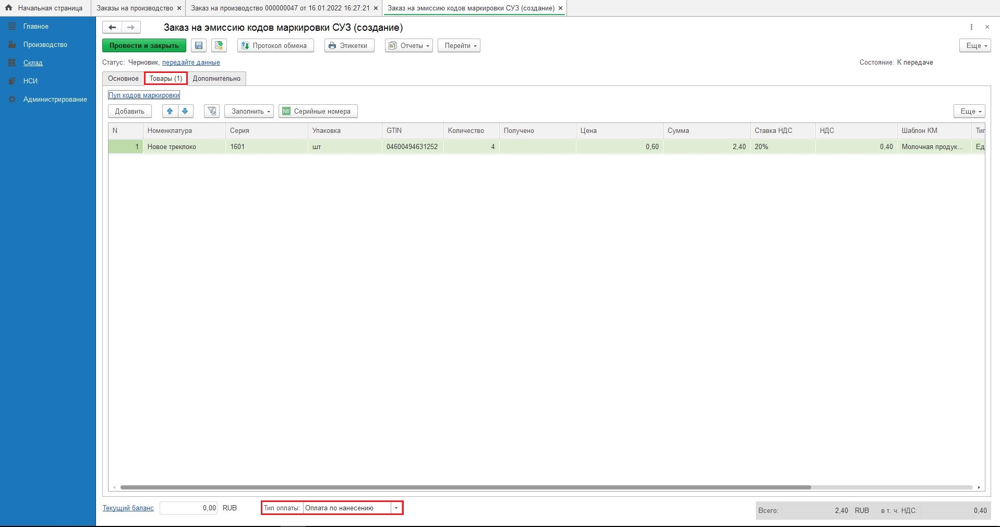 Начальная страница Заказы на производство × Заказ на производство 000000047 от 16.01.2022 16:27:21 × Заказ на эмиссию кодов маркировки СУЗ (создание) ×
Главное
Производство
Склад
НСИ
Администрирование
Заказ на эмиссию кодов маркировки СУЗ (создание)
Провести и закрыть Протокол обмена Этикетки Отчеты Перейти Еще
Статус: Черновик, передайте данные Состояние: К передаче
Основное Товары (1) Дополнительно
Пул кодов маркировки
Добавить Заполнить № Серийные номера Еще
N Номенклатура Серия Упаковка GTIN Количество Получено Цена Сумма Ставка НДС НДС Шаблон КМ Тип
1 Новое треклоко 1601 шт 04600494631252 4 0,60 2,40 20% 0,40 Молочная продук... Ед
Текущий баланс 0,00 RUB Тип оплаты: Оплата по нанесению Всего: 2,40 RUB в т. ч. НДС: 0,40